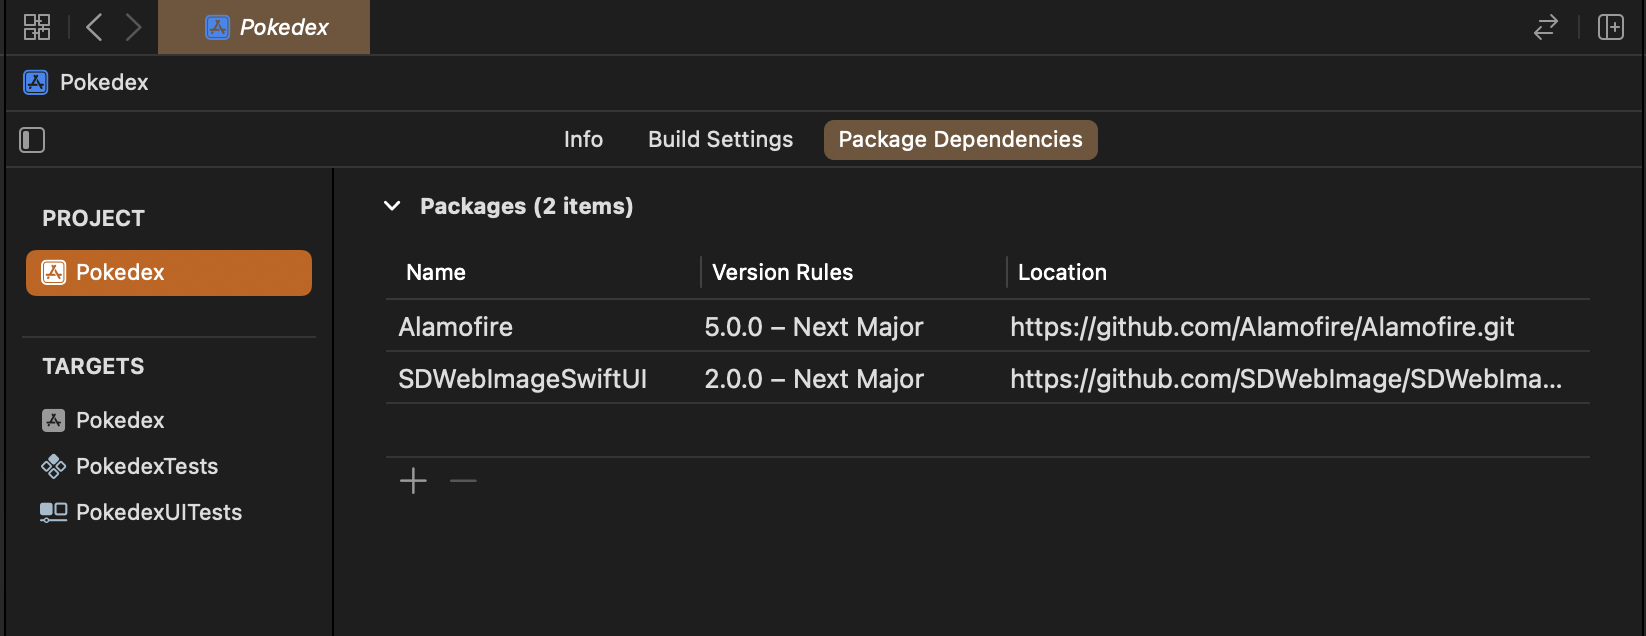 Pokedex
Pokedex
Info Build Settings Package Dependencies
PROJECT
Pokedex
TARGETS
Pokedex
PokedexTests
PokedexUITests
Packages (2 items)
Name Version Rules Location
Alamofire 5.0.0 – Next Major https://github.com/Alamofire/Alamofire.git
SDWebImageSwiftUI 2.0.0 – Next Major https://github.com/SDWebImage/SDWebIma...